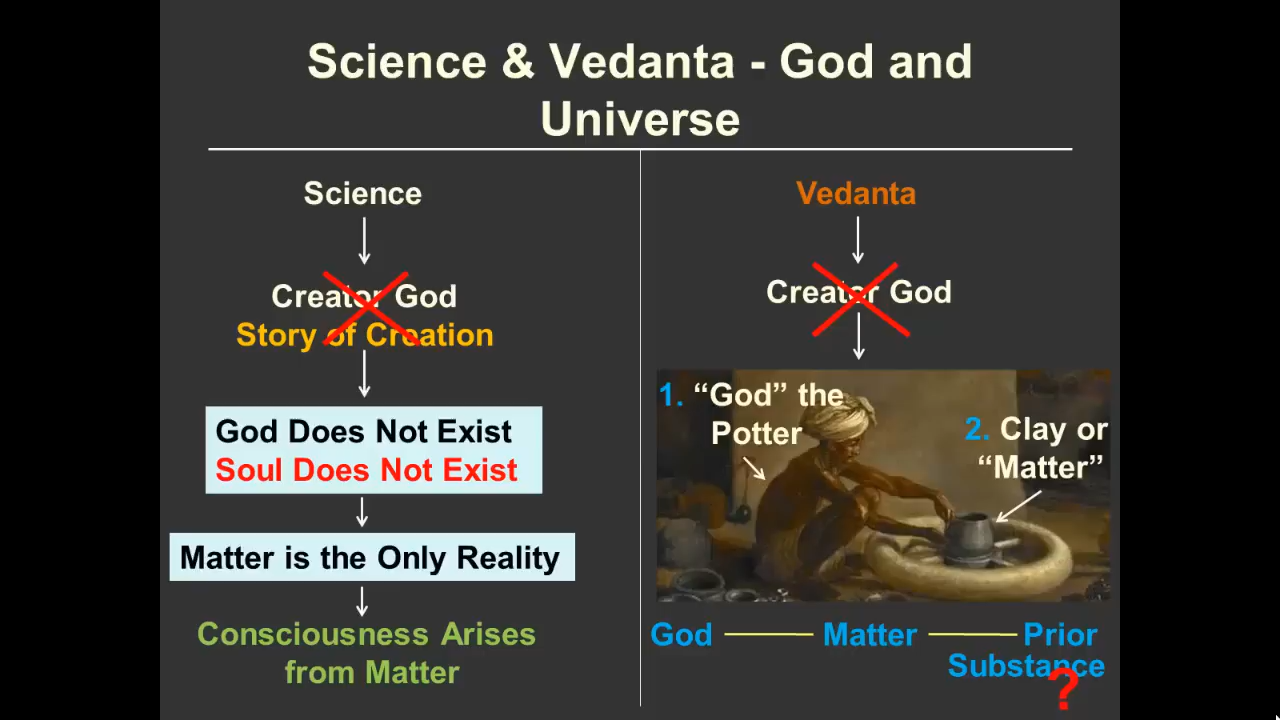 Science & Vedanta - God and
Universe
Science
Creator God
Story of Creation
God Does Not Exist
Soul Does Not Exist
Matter is the Only Reality
Consciousness Arises
from Matter
Vedanta
Creator God
1. “God” the
Potter
2. Clay or
“Matter”
God Matter Prior
Substance
?